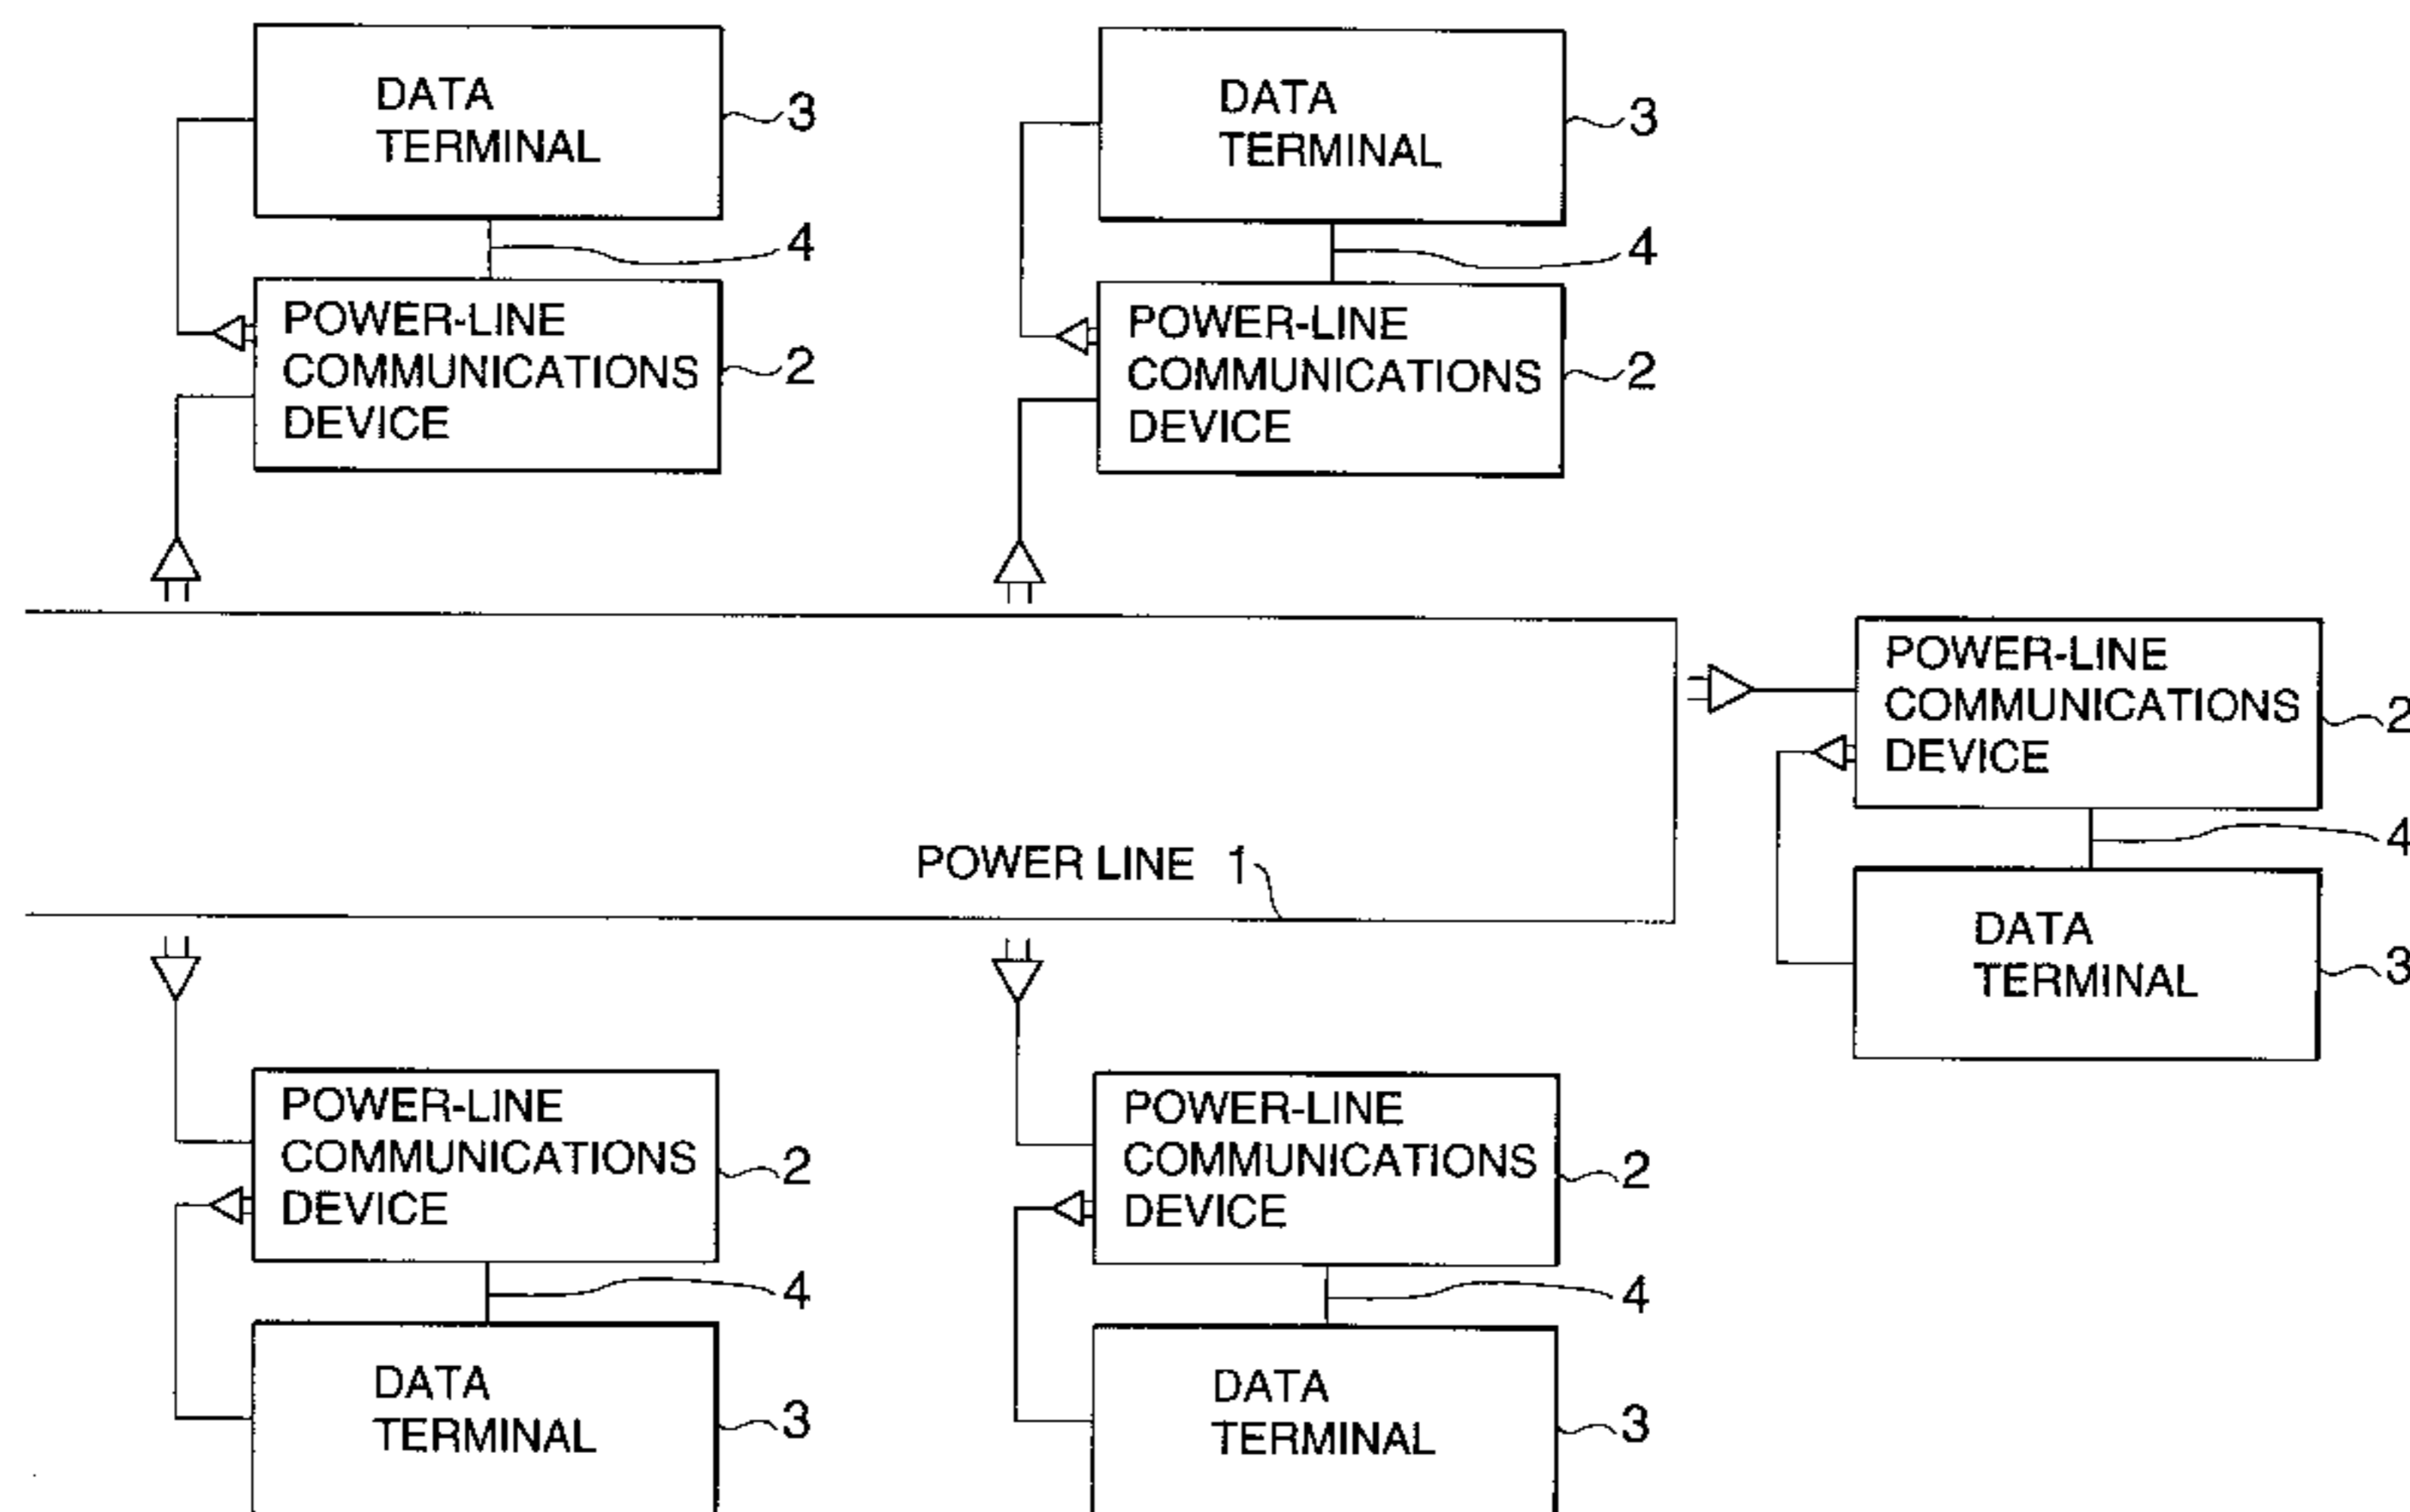 DATA
TERMINAL
3
4
POWER-LINE
COMMUNICATIONS
DEVICE
2
DATA
TERMINAL
3
4
POWER-LINE
COMMUNICATIONS
DEVICE
2
POWER-LINE
COMMUNICATIONS
DEVICE
2
4
DATA
TERMINAL
3
POWER LINE 1
POWER-LINE
COMMUNICATIONS
DEVICE
2
4
DATA
TERMINAL
3
POWER-LINE
COMMUNICATIONS
DEVICE
2
4
DATA
TERMINAL
3